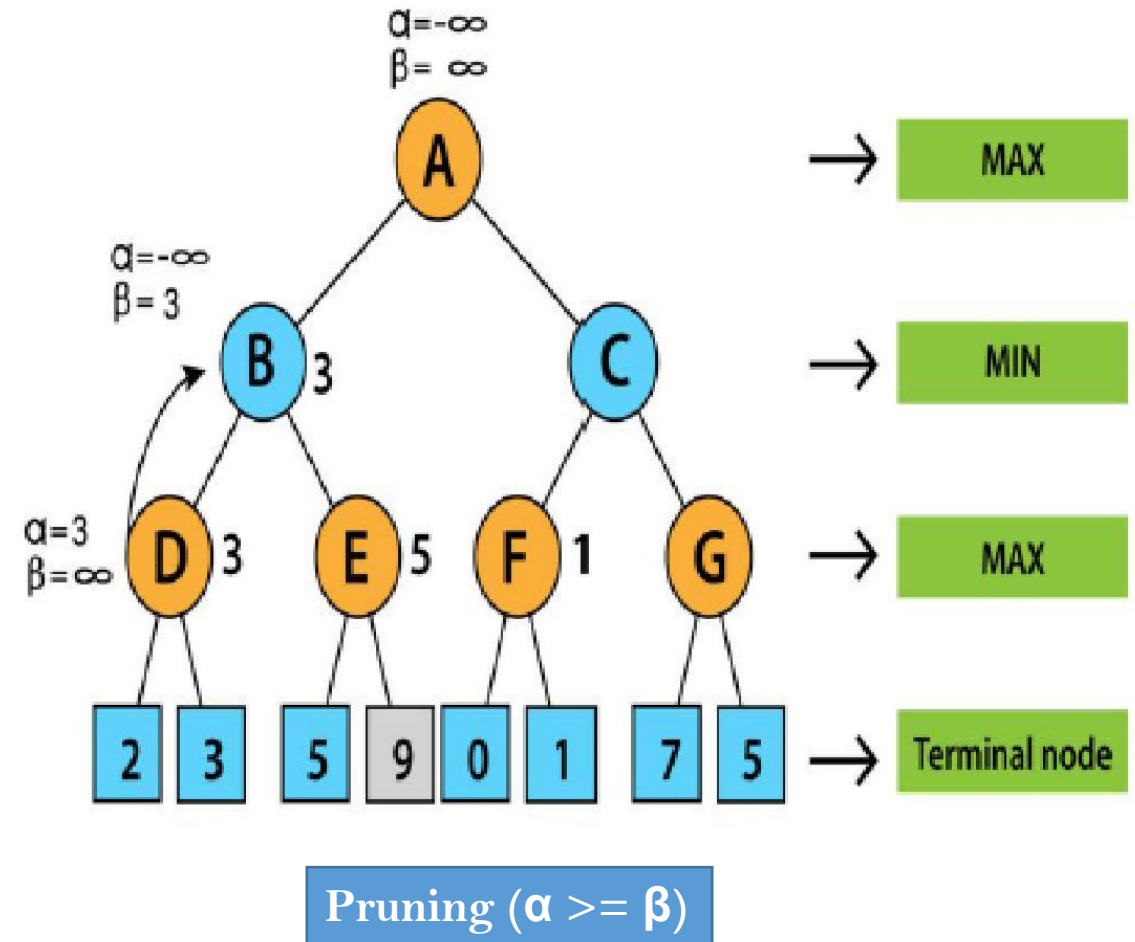 α=-∞
β= ∞
A
MAX
α=-∞
β= 3
B 3
C
MIN
α=3
β=∞
D 3
E 5
F 1
G
MAX
2 3 5 9 0 1 7 5
Terminal node
Pruning (α >= β)